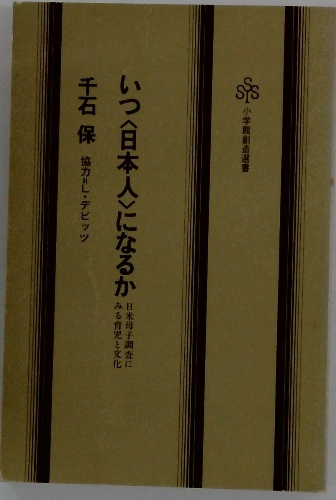 SSS
小学館創造選書
いつ〈日本人〉になるか
日米母子調査に
みる育児と文化
千石 保
協力=L・デビッツ